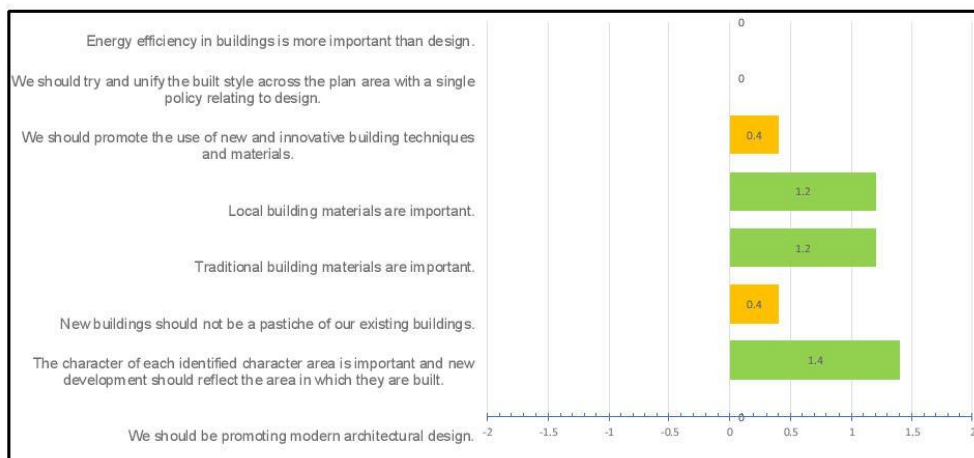 0
Energy efficiency in buildings is more important than design.
We should try and unify the built style across the plan area with a single
policy relating to design.
0
We should promote the use of new and innovative building techniques
and materials.
0.4
Local building materials are important.
1.2
Traditional building materials are important.
1.2
New buildings should not be a pastiche of our existing buildings.
0.4
The character of each identified character area is important and new
development should reflect the area in which they are built.
1.4
We should be promoting modern architectural design.
0
-2 -1.5 -1 -0.5 0 0.5 1 1.5 2